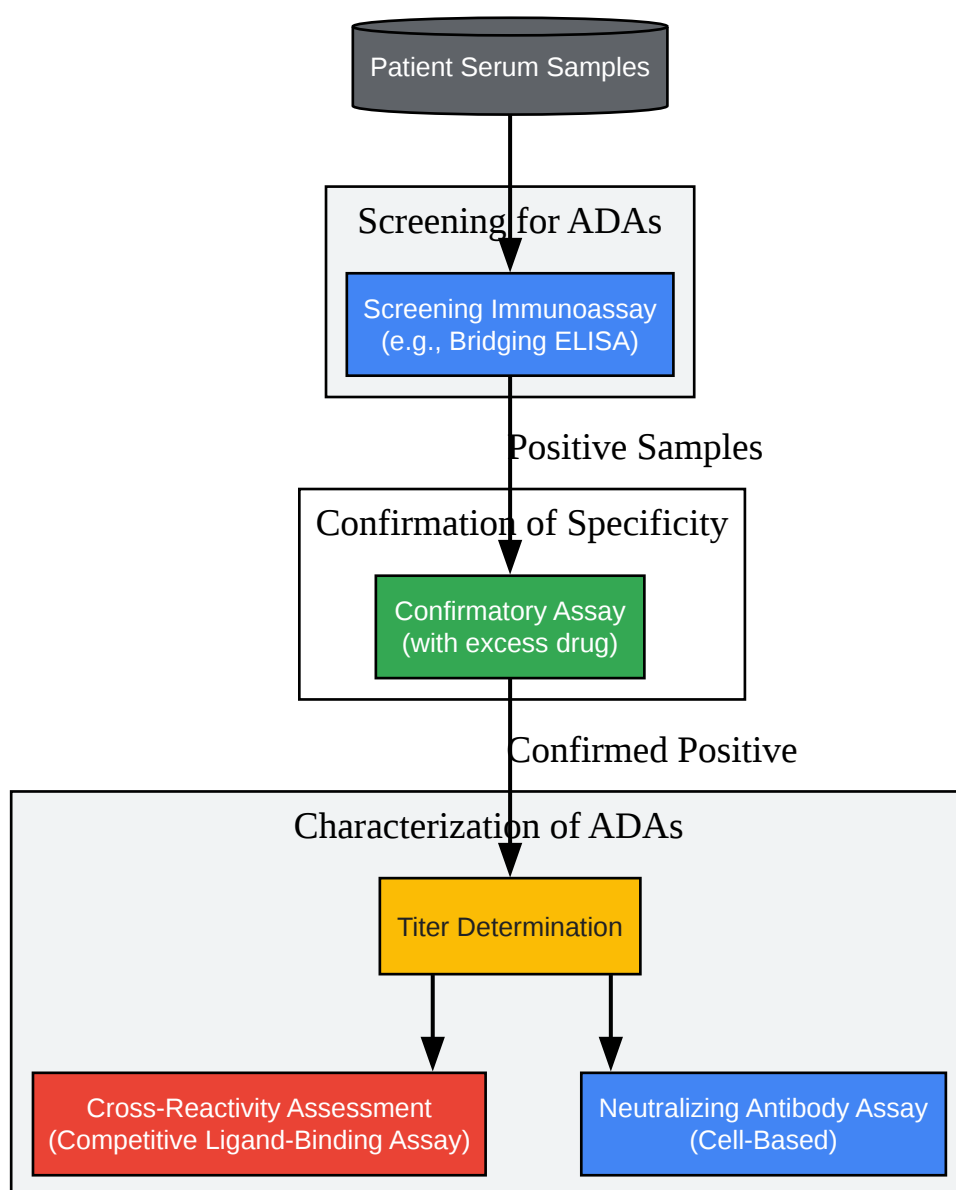 Patient Serum Samples
Screening for ADAs
Screening Immunoassay
(e.g., Bridging ELISA)
Positive Samples
Confirmation of Specificity
Confirmatory Assay
(with excess drug)
Confirmed Positive
Characterization of ADAs
Titer Determination
Cross-Reactivity Assessment
(Competitive Ligand-Binding Assay)
Neutralizing Antibody Assay
(Cell-Based)